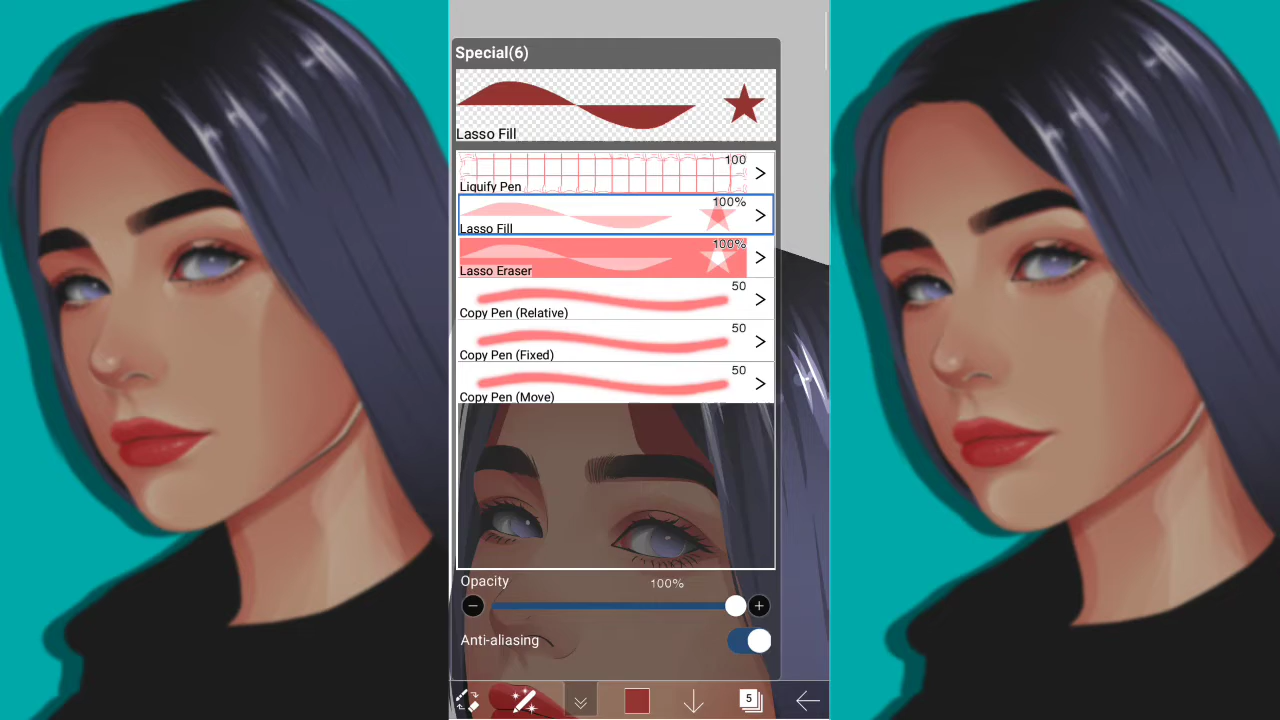 Special(6)
Lasso Fill
100
Liquify Pen
100%
Lasso Fill
100%
Lasso Eraser
50
Copy Pen (Relative)
50
Copy Pen (Fixed)
50
Copy Pen (Move)
Opacity 100%
Anti-aliasing
5